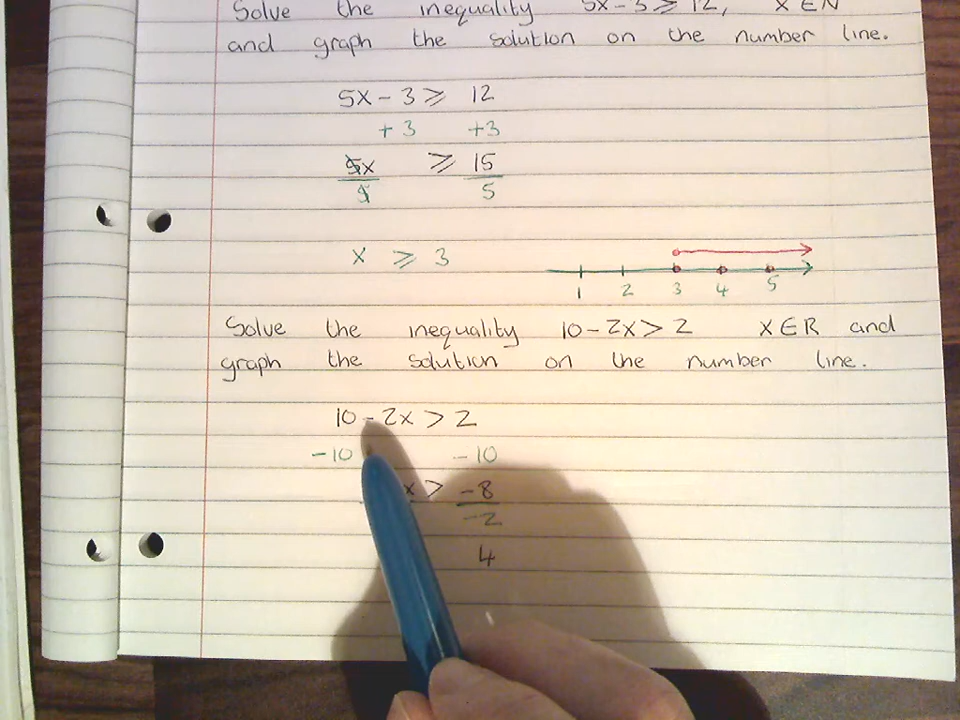 Solve the inequality 5x - 3 ⩾ 12, x ∈ N
and graph the solution on the number line.
5x - 3 ⩾ 12
+ 3 +3
5x ⩾ 15
5 5
x ⩾ 3
1 2 3 4 5
Solve the inequality 10 - 2x > 2 x ∈ R and
graph the solution on the number line.
10 - 2x > 2
-10 -10
x > -8
-2
4